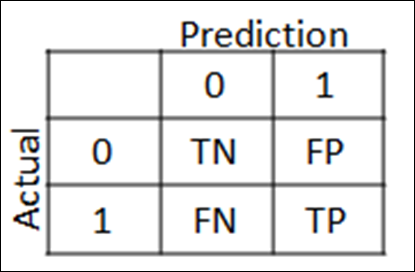 Prediction
0 1
Actual
0 TN FP
1 FN TP